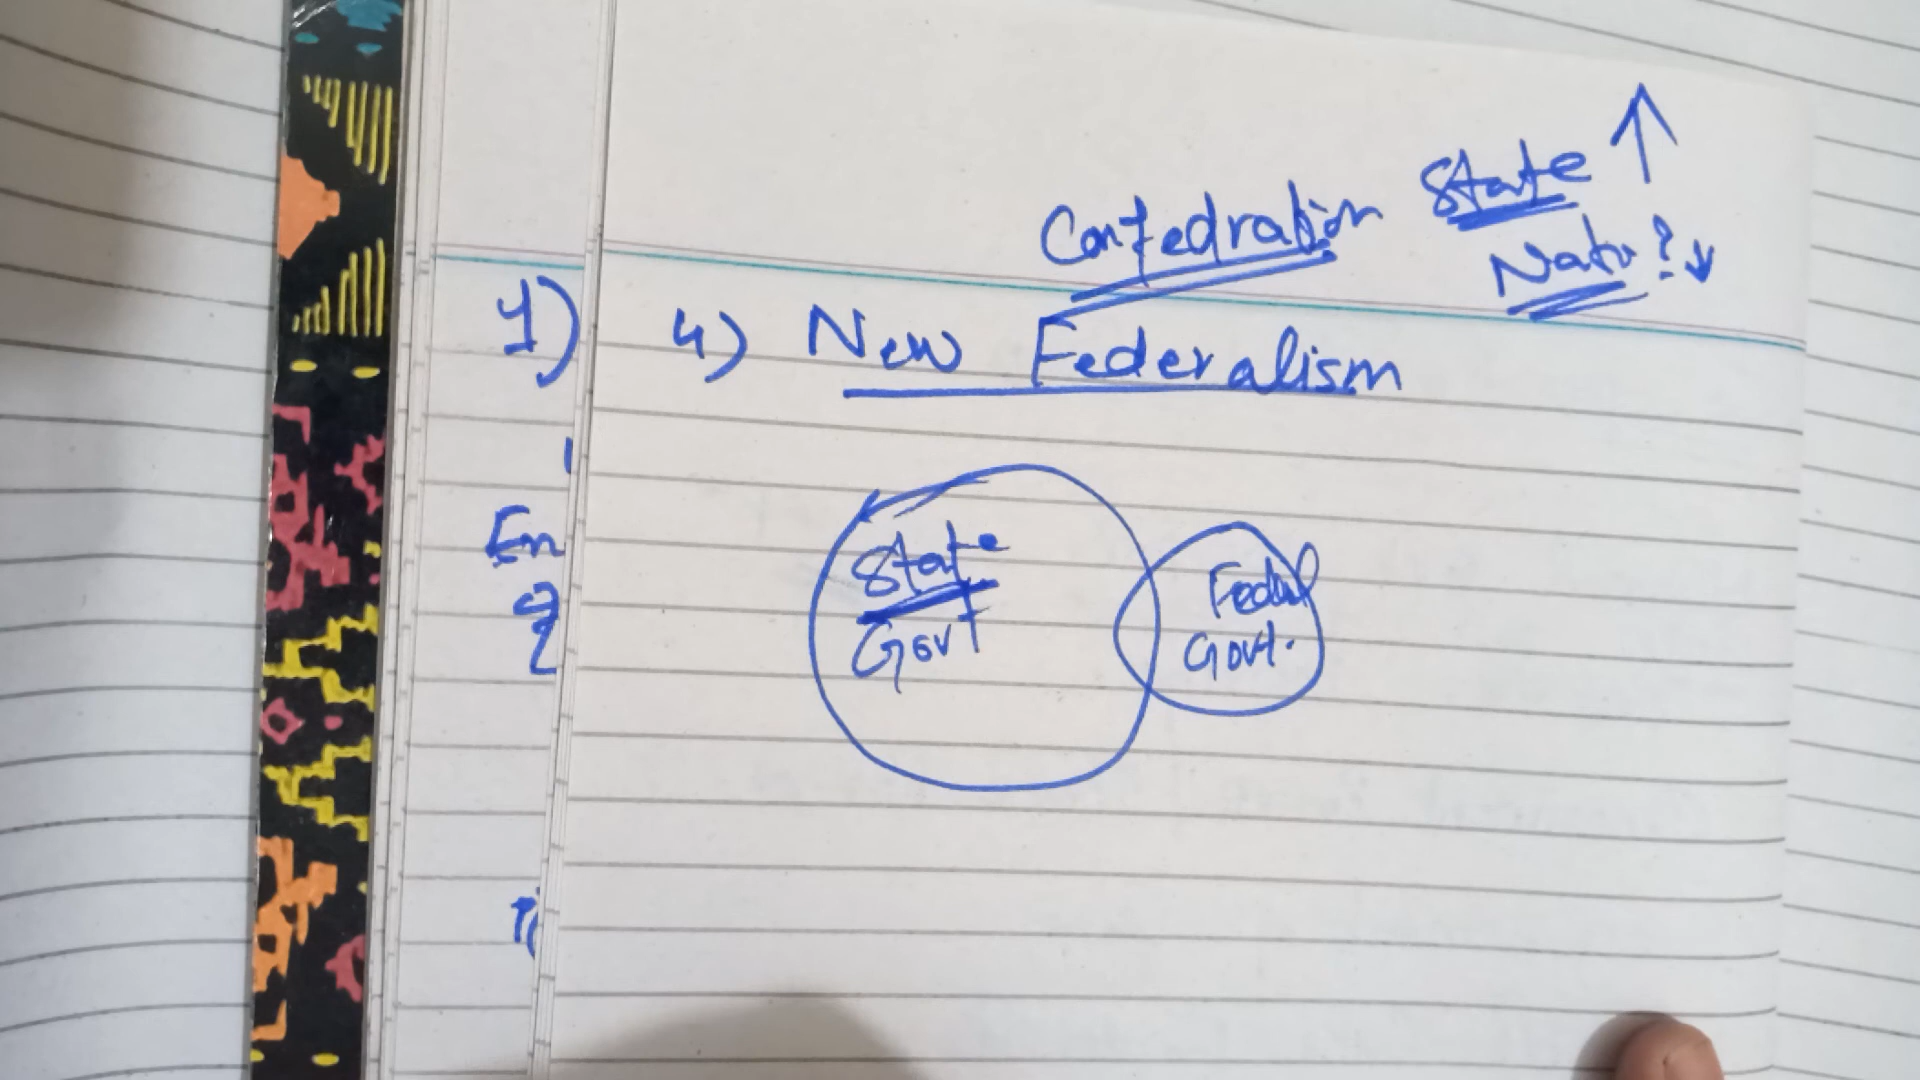 Confedration State ↑
Natn ? ↓
4) New Federalism
State
Govt
Fedral
Govt.
1)
En